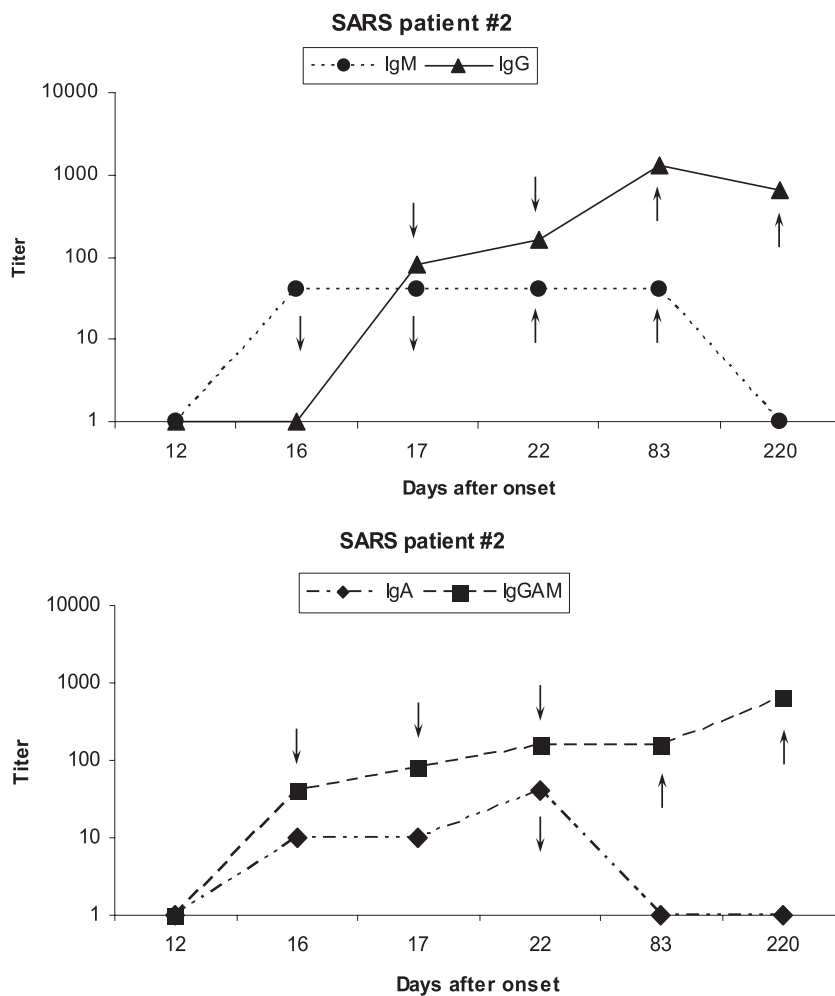 SARS patient #2
IgM IgG
10000
1000
100
10
1
Titer
12 16 17 22 83 220
Days after onset
SARS patient #2
IgA IgGAM
10000
1000
100
10
1
Titer
12 16 17 22 83 220
Days after onset